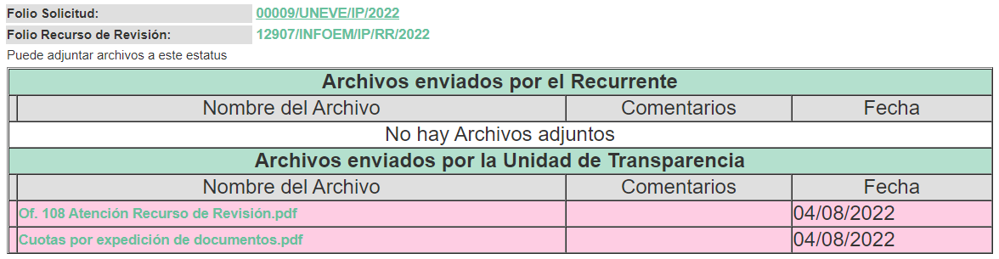 Folio Solicitud: 00009/UNEVE/IP/2022
Folio Recurso de Revisión: 12907/INFOEM/IP/RR/2022
Puede adjuntar archivos a este estatus
Archivos enviados por el Recurrente
Nombre del Archivo Comentarios Fecha
No hay Archivos adjuntos
Archivos enviados por la Unidad de Transparencia
Nombre del Archivo Comentarios Fecha
Of. 108 Atención Recurso de Revisión.pdf 04/08/2022
Cuotas por expedición de documentos.pdf 04/08/2022